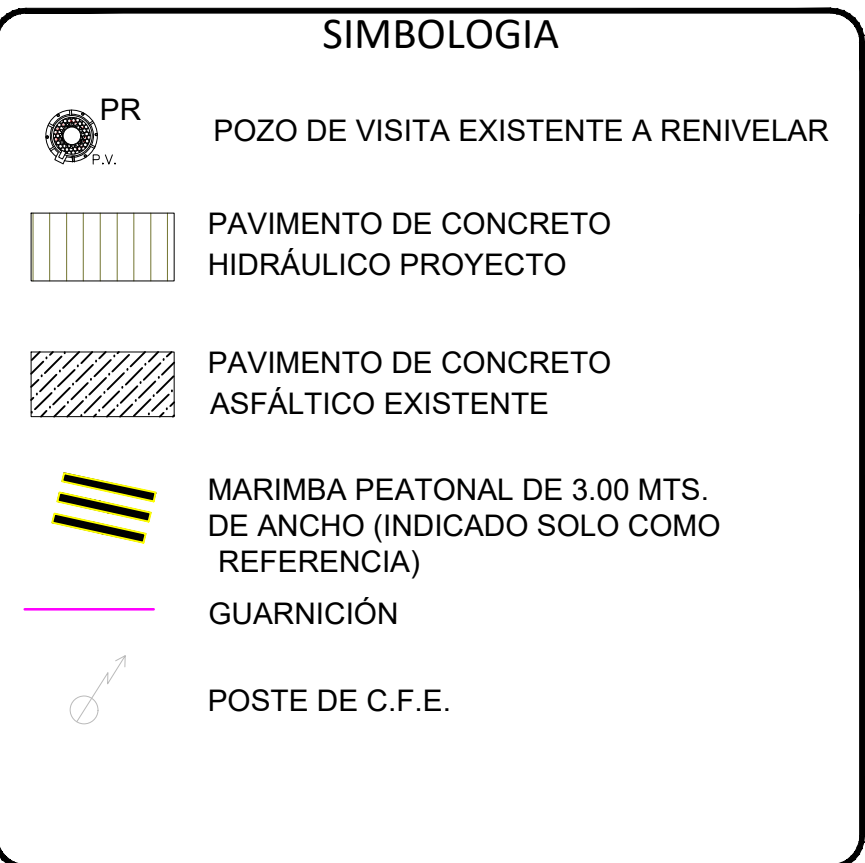 SIMBOLOGIA
PR
P.V.
POZO DE VISITA EXISTENTE A RENIVELAR
PAVIMENTO DE CONCRETO
HIDRÁULICO PROYECTO
PAVIMENTO DE CONCRETO
ASFÁLTICO EXISTENTE
MARIMBA PEATONAL DE 3.00 MTS.
DE ANCHO (INDICADO SOLO COMO
REFERENCIA)
GUARNICIÓN
POSTE DE C.F.E.